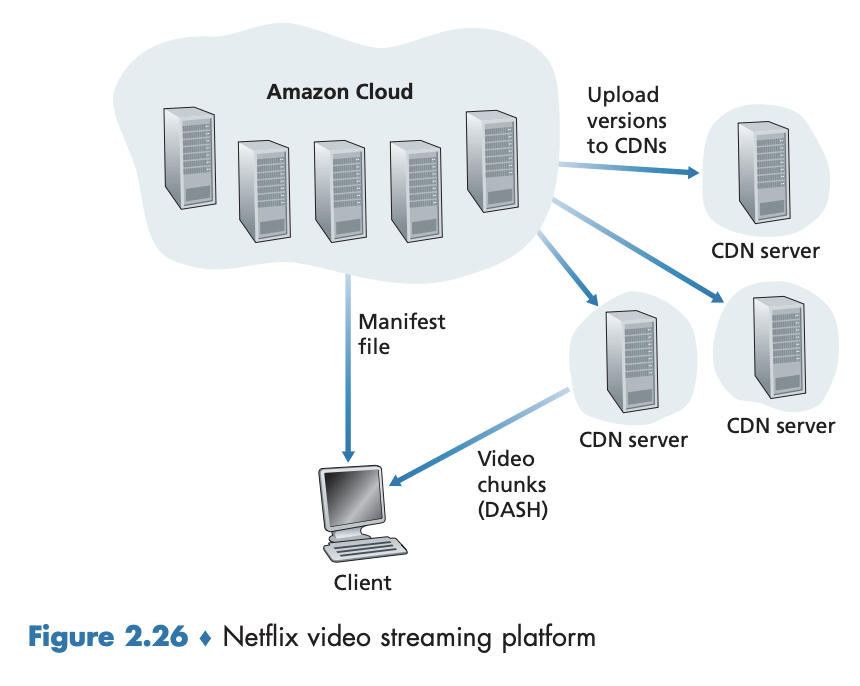 Amazon Cloud
Upload
versions
to CDNs
CDN server
Manifest
file
CDN server
CDN server
Video
chunks
(DASH)
Client
Figure 2.26 ♦ Netflix video streaming platform